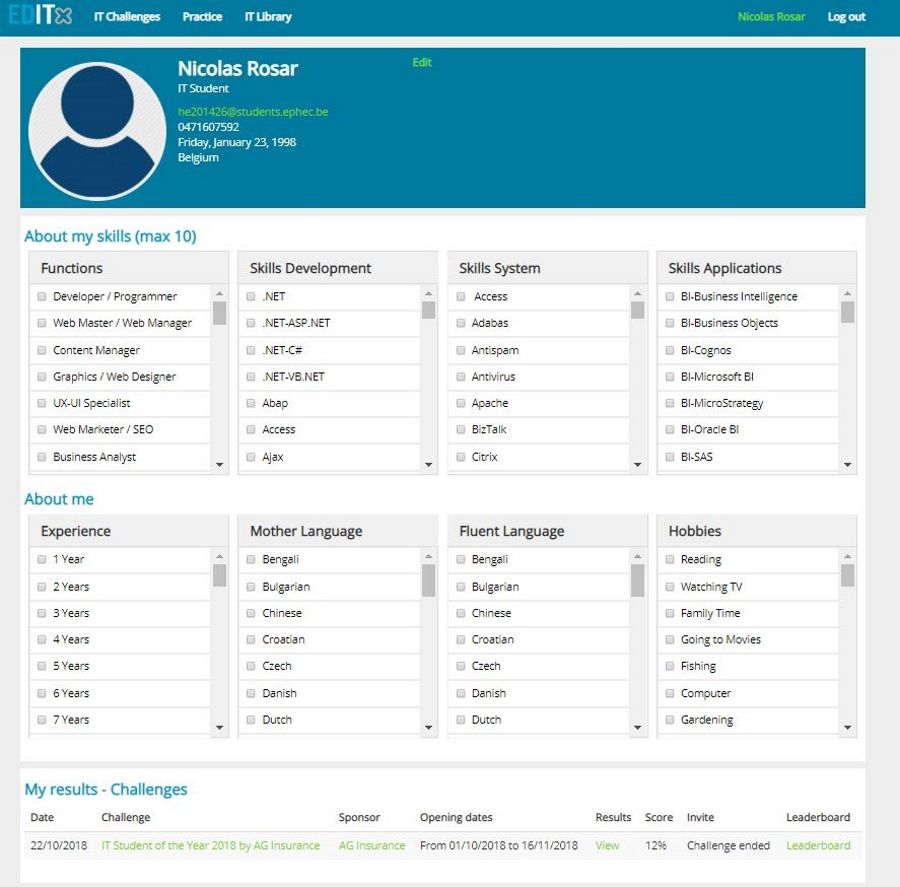 EDITx IT Challenges Practice IT Library Nicolas Rosar Log out
Nicolas Rosar Edit
IT Student
he201426@students.ephec.be
0471607592
Friday, January 23, 1998
Belgium
About my skills (max 10)
Functions Skills Development Skills System Skills Applications
Developer / Programmer .NET Access BI-Business Intelligence
Web Master / Web Manager .NET-ASP.NET Adabas BI-Business Objects
Content Manager .NET-C# Antispam BI-Cognos
Graphics / Web Designer .NET-VB.NET Antivirus BI-Microsoft BI
UX-UI Specialist Abap Apache BI-MicroStrategy
Web Marketer / SEO Access BizTalk BI-Oracle BI
Business Analyst Ajax Citrix BI-SAS
About me
Experience Mother Language Fluent Language Hobbies
1 Year Bengali Bengali Reading
2 Years Bulgarian Bulgarian Watching TV
3 Years Chinese Chinese Family Time
4 Years Croatian Croatian Going to Movies
5 Years Czech Czech Fishing
6 Years Danish Danish Computer
7 Years Dutch Dutch Gardening
My results - Challenges
Date Challenge Sponsor Opening dates Results Score Invite Leaderboard
22/10/2018 IT Student of the Year 2018 by AG Insurance AG Insurance From 01/10/2018 to 16/11/2018 View 12% Challenge ended Leaderboard